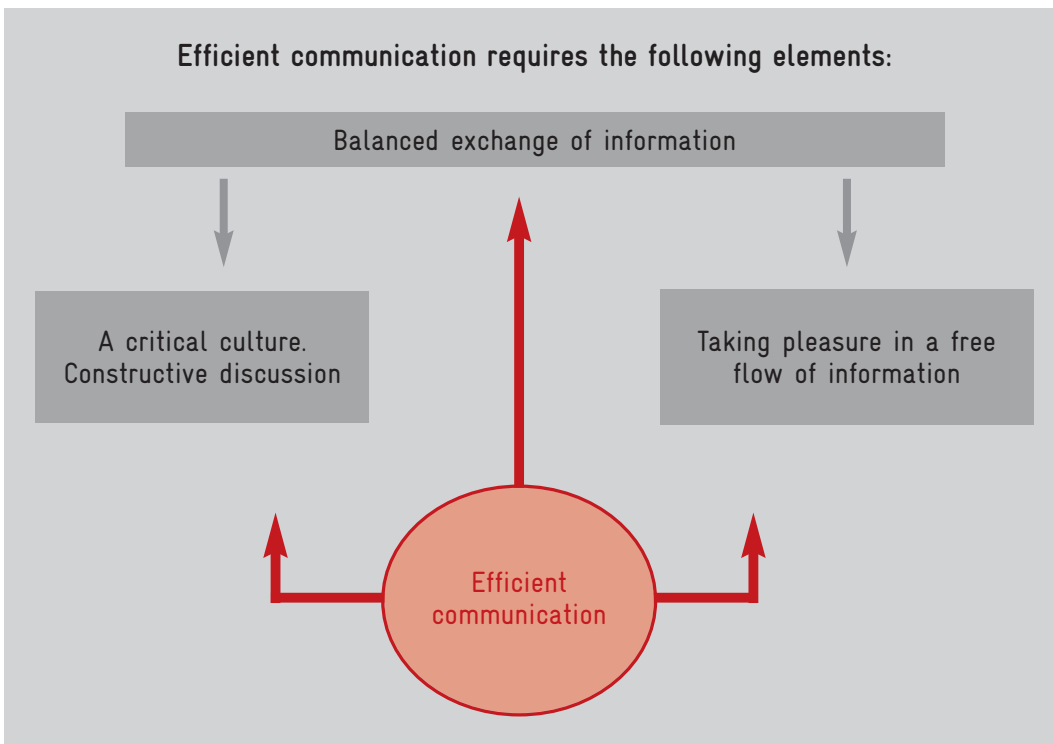 Efficient communication requires the following elements:
Balanced exchange of information
A critical culture.
Constructive discussion
Taking pleasure in a free
flow of information
Efficient
communication